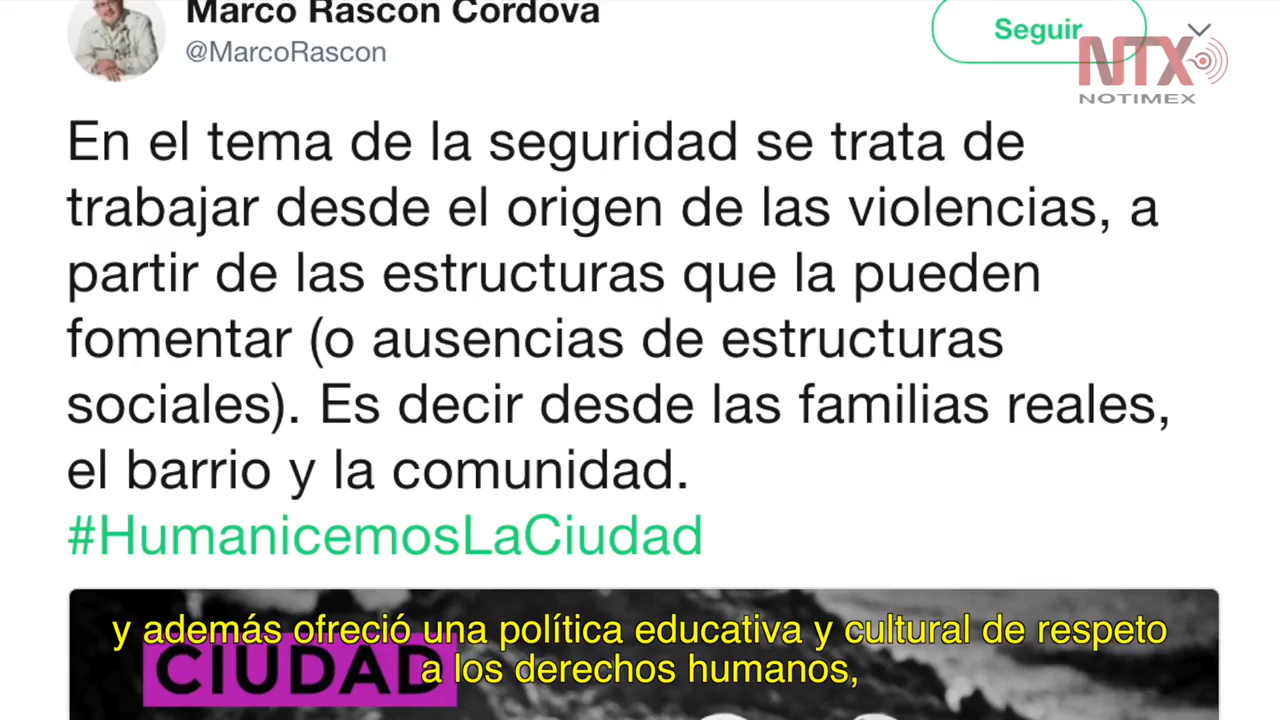 Marco Rascón Córdova
@MarcoRascon
Seguir
NTX
NOTIMEX
En el tema de la seguridad se trata de
trabajar desde el origen de las violencias, a
partir de las estructuras que la pueden
fomentar (o ausencias de estructuras
sociales). Es decir desde las familias reales,
el barrio y la comunidad.
#HumanicemosLaCiudad
y además ofreció una política educativa y cultural de respeto
a los derechos humanos,
CIUDAD